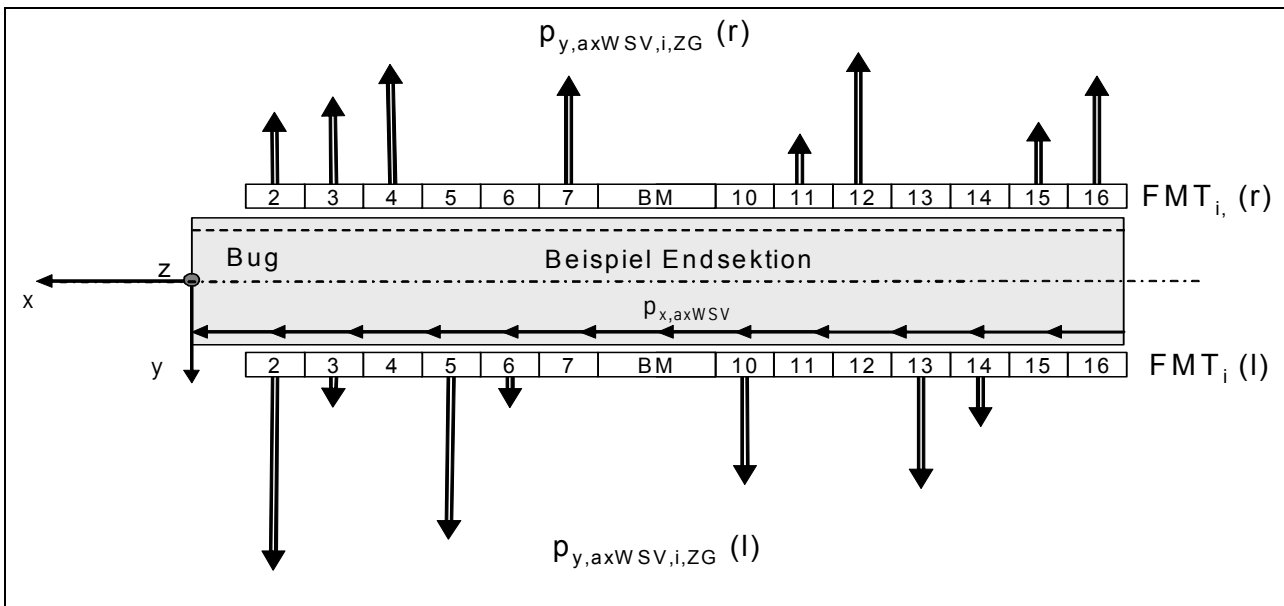 p_y,axWSV,i,ZG (r)
2 3 4 5 6 7 BM 10 11 12 13 14 15 16 FMT_i, (r)
Bug Beispiel Endsektion
z
x
p_x,axWSV
y
2 3 4 5 6 7 BM 10 11 12 13 14 15 16 FMT_i (l)
p_y,axWSV,i,ZG (l)